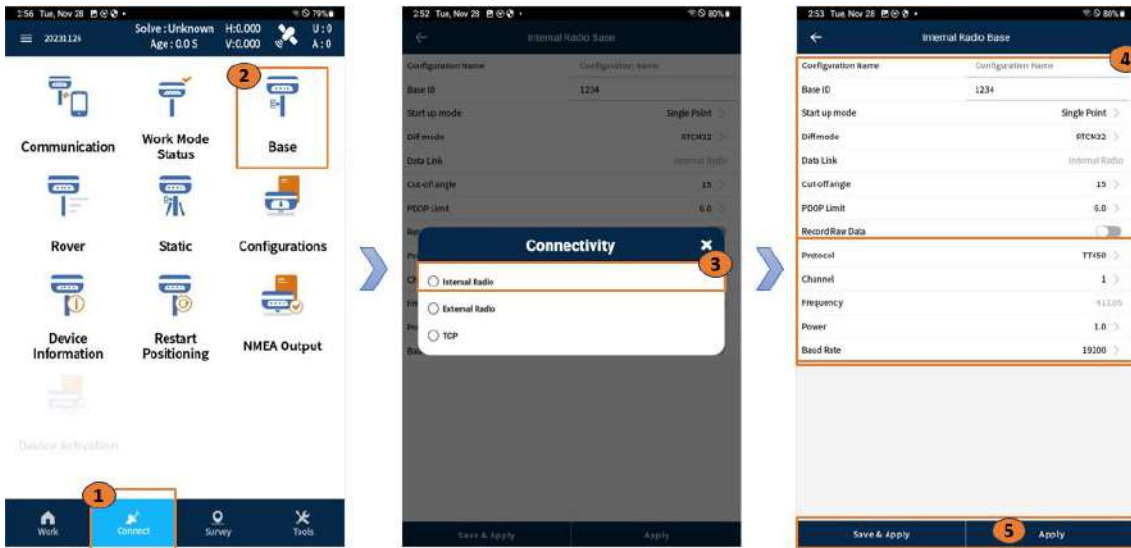 2:56 Tue, Nov 28
79%
20231128
Solve : Unknown
Age : 0.0 S
H:0.000
V:0.000
U : 0
A : 0
2
Communication
Work Mode
Status
Base
Rover
Static
Configurations
Device
Information
Restart
Positioning
NMEA Output
Device Activation
1
Work
Connect
Survey
Tools
2:52 Tue, Nov 28
80%
Internal Radio Base
Configuration Name
Configuration Name
Base ID
1234
Start up mode
Single Point
Diff mode
RTCM32
Data Link
Internal Radio
Cut-off angle
15
PDOP Limit
6.0
Connectivity
3
Internal Radio
External Radio
TCP
Save & Apply
Apply
2:53 Tue, Nov 28
80%
Internal Radio Base
4
Configuration Name
Configuration Name
Base ID
1234
Start up mode
Single Point
Diff mode
RTCM32
Data Link
Internal Radio
Cut-off angle
15
PDOP Limit
6.0
Record Raw Data
Protocol
TT450
Channel
1
Frequency
Power
1.0
Baud Rate
19200
Save & Apply
5
Apply